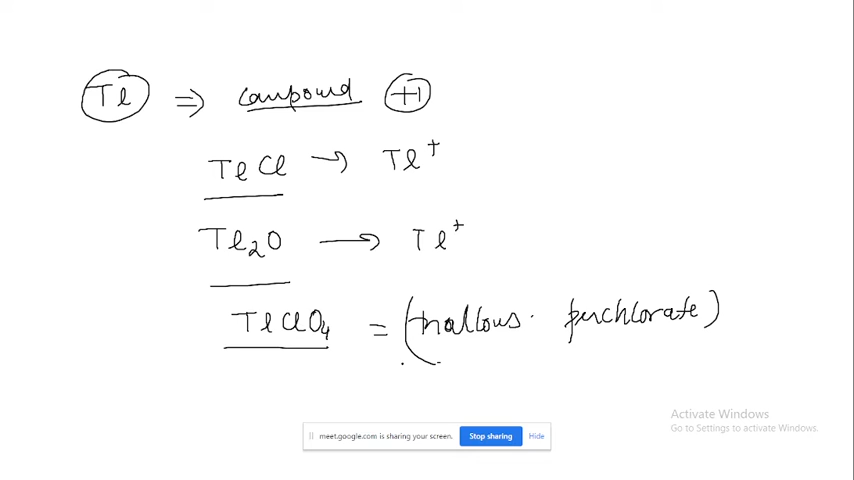 Tl ⇒ compound +1
TlCl → Tl⁺
Tl₂O → Tl⁺
TlClO₄ = (thallous perchlorate)
Activate Windows
Go to Settings to activate Windows.
meet.google.com is sharing your screen. Stop sharing Hide